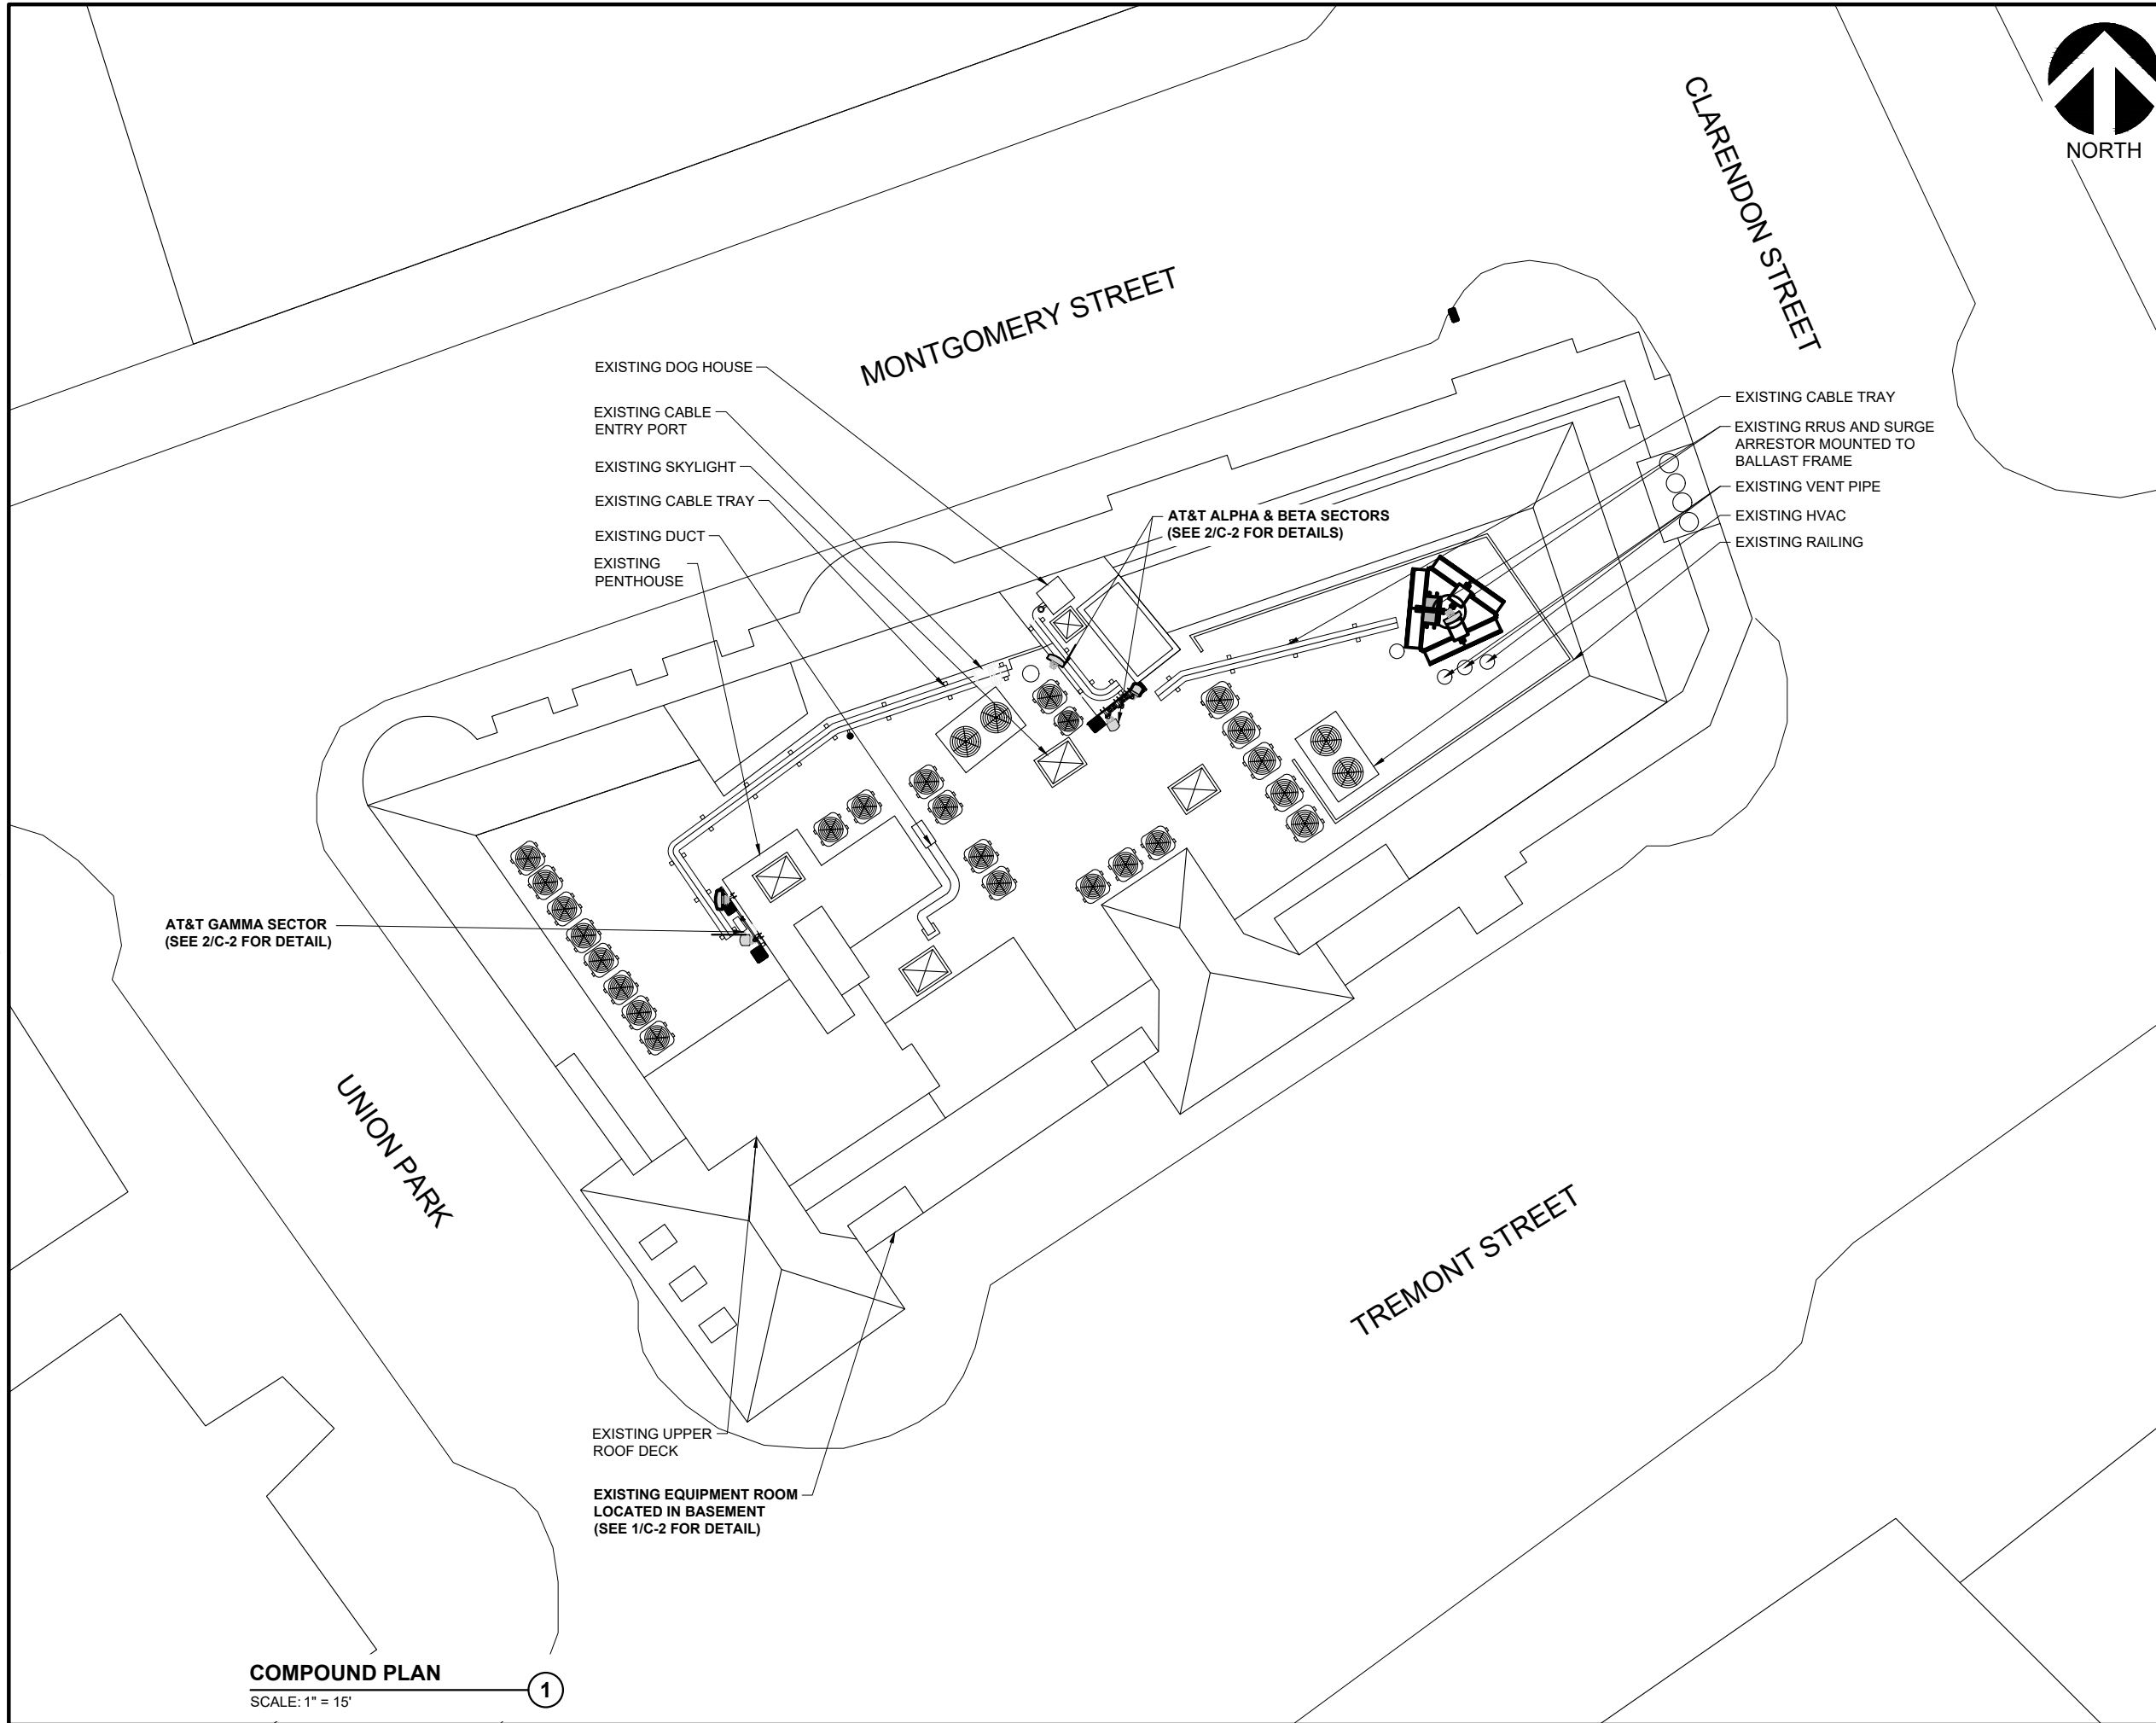 NORTH
CLARENDON STREET
MONTGOMERY STREET
EXISTING DOG HOUSE
EXISTING CABLE
ENTRY PORT
EXISTING SKYLIGHT
EXISTING CABLE TRAY
EXISTING DUCT
EXISTING
PENTHOUSE
AT&T ALPHA & BETA SECTORS
(SEE 2/C-2 FOR DETAILS)
EXISTING CABLE TRAY
EXISTING RRUS AND SURGE
ARRESTOR MOUNTED TO
BALLAST FRAME
EXISTING VENT PIPE
EXISTING HVAC
EXISTING RAILING
AT&T GAMMA SECTOR
(SEE 2/C-2 FOR DETAIL)
UNION PARK
TREMONT STREET
EXISTING UPPER
ROOF DECK
EXISTING EQUIPMENT ROOM
LOCATED IN BASEMENT
(SEE 1/C-2 FOR DETAIL)
COMPOUND PLAN
1
SCALE: 1" = 15'